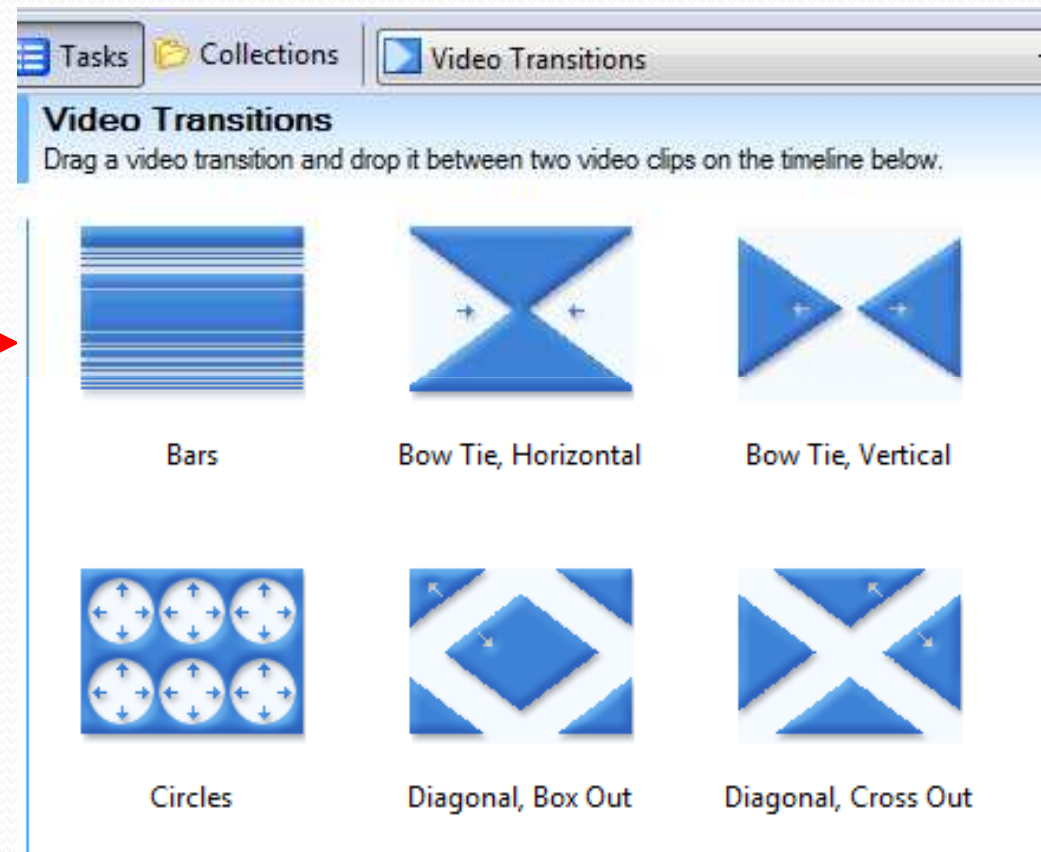 Tasks Collections Video Transitions
Video Transitions
Drag a video transition and drop it between two video clips on the timeline below.
Bars Bow Tie, Horizontal Bow Tie, Vertical
Circles Diagonal, Box Out Diagonal, Cross Out